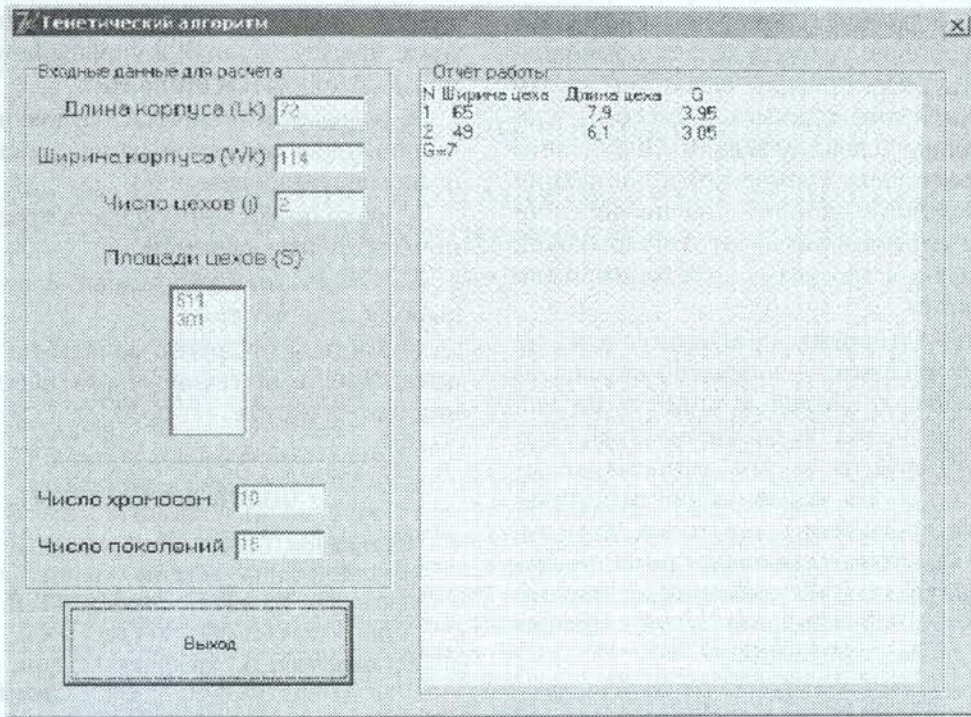 Генетический алгоритм
Входные данные для расчета
Длина корпуса (Lk) 72
Ширина корпуса (Wk) 114
Число цехов (j) 2
Площади цехов (S)
511
301
Число хромосом 10
Число поколений 15
Выход
Отчёт работы
N Ширина цеха Длина цеха G
1 65 7,9 3.95
2 49 6,1 3.05
G=7